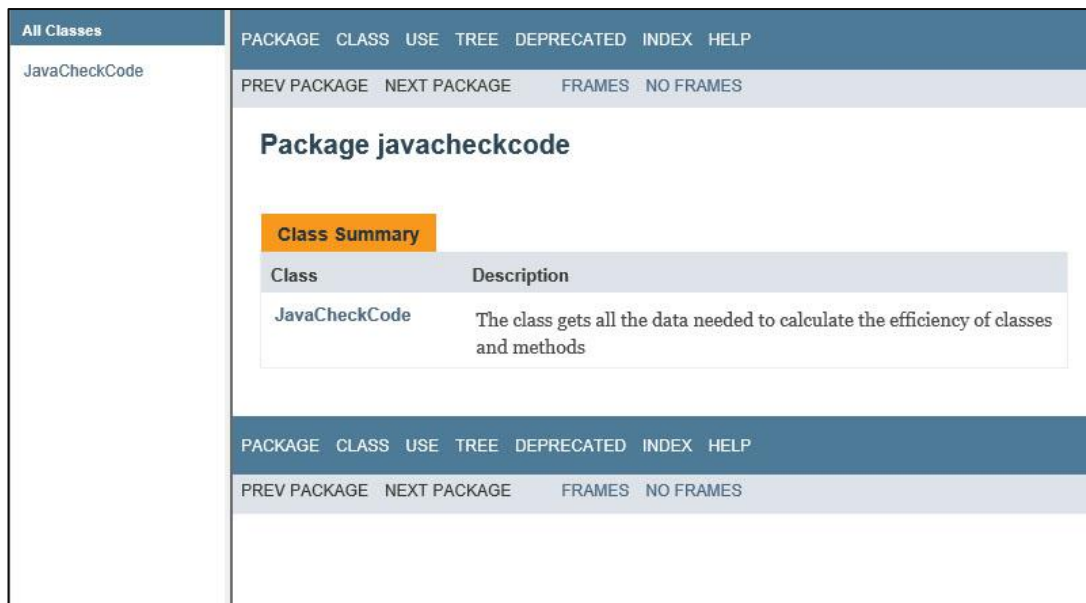 All Classes
JavaCheckCode
PACKAGE CLASS USE TREE DEPRECATED INDEX HELP
PREV PACKAGE NEXT PACKAGE FRAMES NO FRAMES
Package javacheckcode
Class Summary
Class Description
JavaCheckCode The class gets all the data needed to calculate the efficiency of classes
and methods
PACKAGE CLASS USE TREE DEPRECATED INDEX HELP
PREV PACKAGE NEXT PACKAGE FRAMES NO FRAMES